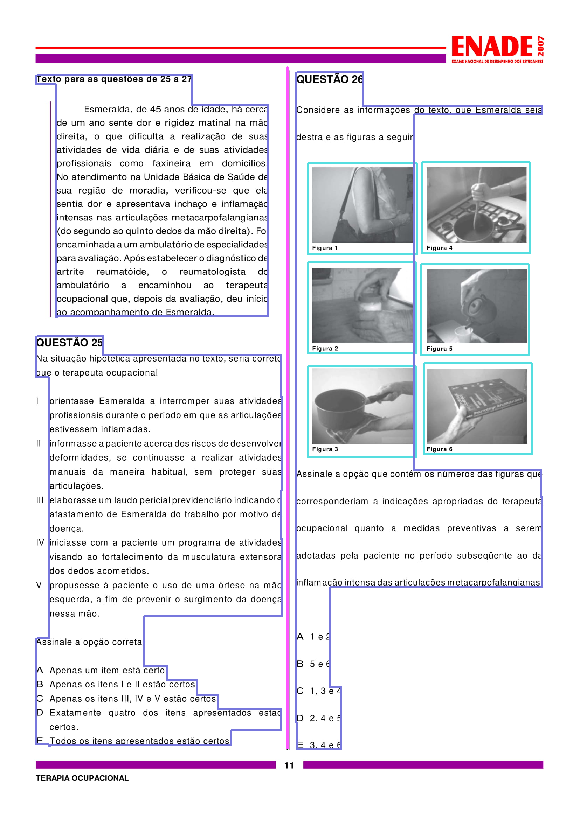 ENADE
2007
EXAME NACIONAL DE DESEMPENHO DOS ESTUDANTES
Texto para as questões de 25 a 27
Esmeralda, de 45 anos de idade, há cerca
de um ano sente dor e rigidez matinal na mão
direita, o que dificulta a realização de suas
atividades de vida diária e de suas atividades
profissionais como faxineira em domicílios.
No atendimento na Unidade Básica de Saúde de
sua região de moradia, verificou-se que ela
sentia dor e apresentava inchaço e inflamação
intensas nas articulações metacarpofalangianas
(do segundo ao quinto dedos da mão direita). Foi
encaminhada a um ambulatório de especialidades
para avaliação. Após estabelecer o diagnóstico de
artrite reumatóide, o reumatologista do
ambulatório a encaminhou ao terapeuta
ocupacional que, depois da avaliação, deu início
ao acompanhamento de Esmeralda.
QUESTÃO 25
Na situação hipotética apresentada no texto, seria correto
que o terapeuta ocupacional
I orientasse Esmeralda a interromper suas atividades
profissionais durante o período em que as articulações
estivessem inflamadas.
II informasse a paciente acerca dos riscos de desenvolver
deformidades, se continuasse a realizar atividades
manuais da maneira habitual, sem proteger suas
articulações.
III elaborasse um laudo pericial previdenciário indicando o
afastamento de Esmeralda do trabalho por motivo de
doença.
IV iniciasse com a paciente um programa de atividades
visando ao fortalecimento da musculatura extensora
dos dedos acometidos.
V propusesse à paciente o uso de uma órtese na mão
esquerda, a fim de prevenir o surgimento da doença
nessa mão.
Assinale a opção correta.
A Apenas um item está certo.
B Apenas os itens I e II estão certos.
C Apenas os itens III, IV e V estão certos.
D Exatamente quatro dos itens apresentados estão
certos.
E Todos os itens apresentados estão certos.
QUESTÃO 26
Considere as informações do texto, que Esmeralda seja
destra e as figuras a seguir.
Figura 1
Figura 4
Figura 2
Figura 5
Figura 3
Figura 6
Assinale a opção que contém os números das figuras que
corresponderiam a indicações apropriadas do terapeuta
ocupacional quanto a medidas preventivas a serem
adotadas pela paciente no período subseqüente ao da
inflamação intensa das articulações metacarpofalangianas.
A 1 e 2
B 5 e 6
C 1, 3 e 4
D 2, 4 e 5
E 3, 4 e 6
11
TERAPIA OCUPACIONAL